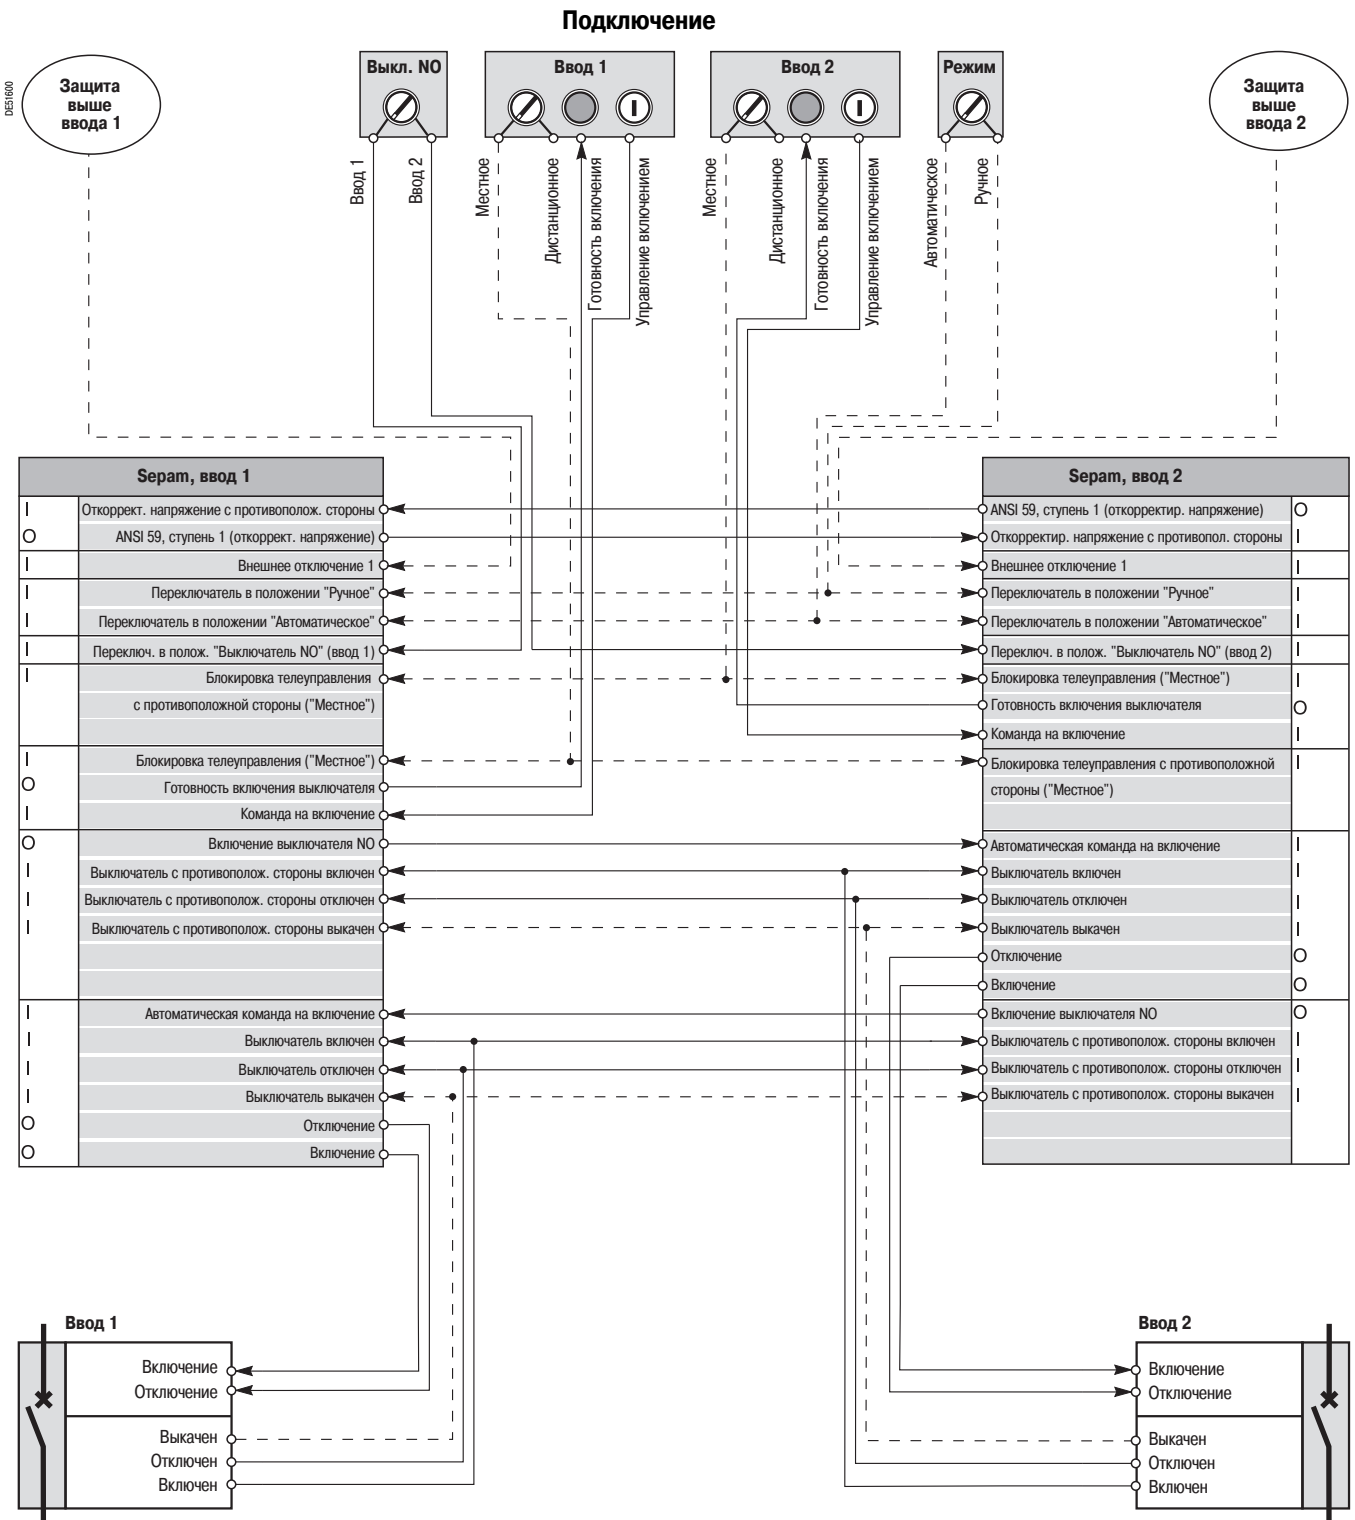 Подключение
DE51600
Защита
выше
ввода 1
Выкл. NO
Ввод 1
Ввод 2
Режим
Защита
выше
ввода 2
Ввод 1
Ввод 2
Местное
Дистанционное
Готовность включения
Управление включением
Местное
Дистанционное
Готовность включения
Управление включением
Автоматическое
Ручное
Sepam, ввод 1
I Откоррект. напряжение с противополож. стороны
O ANSI 59, ступень 1 (откоррект. напряжение)
I Внешнее отключение 1
I Переключатель в положении "Ручное"
I Переключатель в положении "Автоматическое"
I Переключ. в полож. "Выключатель NO" (ввод 1)
I Блокировка телеуправления
с противоположной стороны ("Местное")
I Блокировка телеуправления ("Местное")
O Готовность включения выключателя
I Команда на включение
O Включение выключателя NO
I Выключатель с противополож. стороны включен
I Выключатель с противополож. стороны отключен
I Выключатель с противополож. стороны выкачен
I Автоматическая команда на включение
I Выключатель включен
I Выключатель отключен
I Выключатель выкачен
O Отключение
O Включение
Sepam, ввод 2
ANSI 59, ступень 1 (откорректир. напряжение) O
Откорректир. напряжение с противопол. стороны I
Внешнее отключение 1 I
Переключатель в положении "Ручное" I
Переключатель в положении "Автоматическое" I
Переключ. в полож. "Выключатель NO" (ввод 2) I
Блокировка телеуправления ("Местное") I
Готовность включения выключателя O
Команда на включение I
Блокировка телеуправления с противоположной I
стороны ("Местное")
Автоматическая команда на включение I
Выключатель включен I
Выключатель отключен I
Выключатель выкачен I
Отключение O
Включение O
Включение выключателя NO O
Выключатель с противополож. стороны включен I
Выключатель с противополож. стороны отключен I
Выключатель с противополож. стороны выкачен I
Ввод 1
Включение
Отключение
Выкачен
Отключен
Включен
Ввод 2
Включение
Отключение
Выкачен
Отключен
Включен